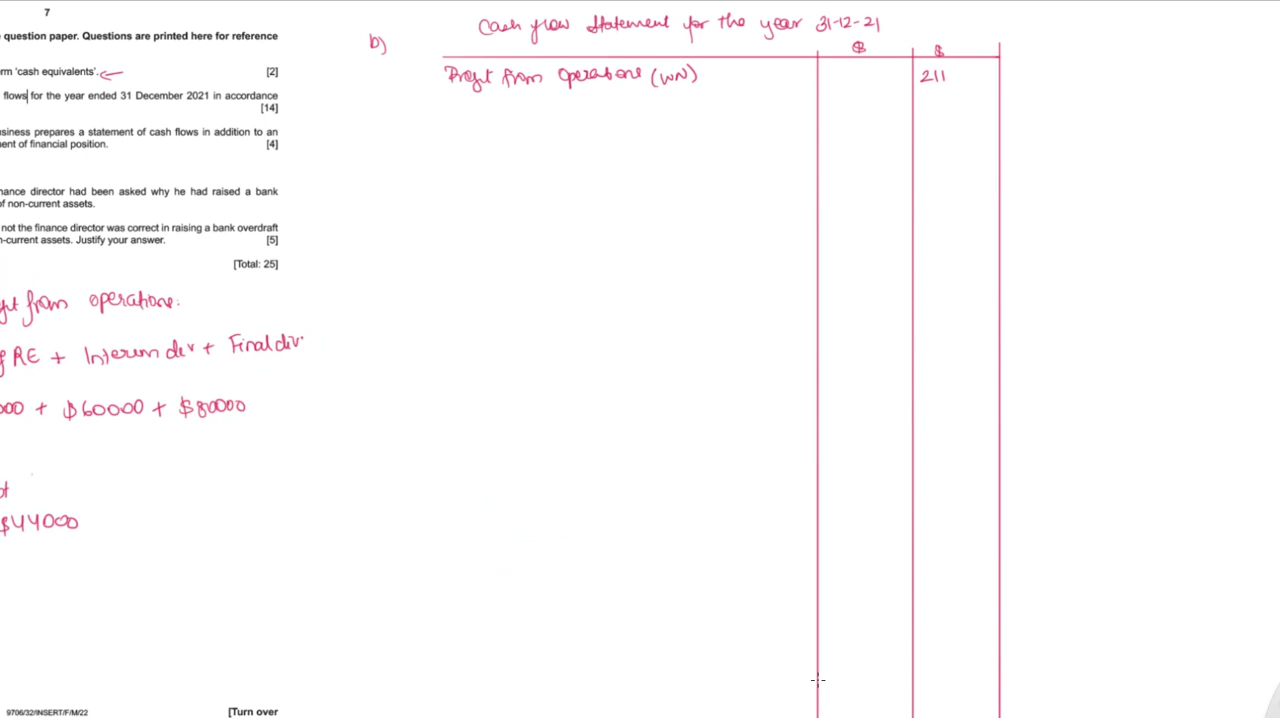 7
e question paper. Questions are printed here for reference
rm 'cash equivalents'. [2]
flows for the year ended 31 December 2021 in accordance
[14]
siness prepares a statement of cash flows in addition to an
nent of financial position. [4]
nance director had been asked why he had raised a bank
of non-current assets.
not the finance director was correct in raising a bank overdraft
n-current assets. Justify your answer. [5]
[Total: 25]
from operations:
RE + Interim div + Final div.
000 + $60000 + $80000
$44000
9706/32/INSERT/F/M/22 [Turn over
b) Cash flow Statement for the year 31-12-21
$ $
Profit from Operations (WN) 211